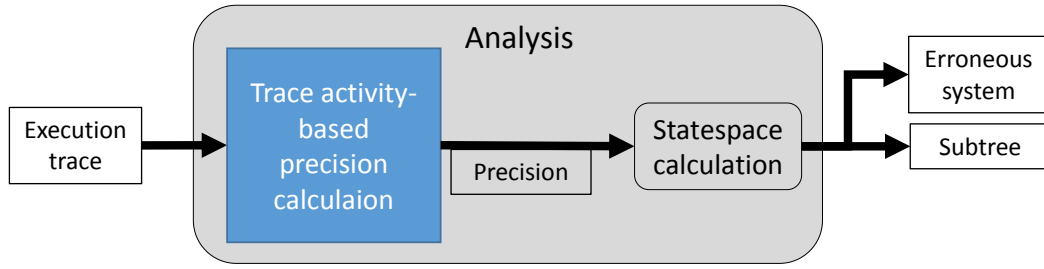 Analysis
Execution
trace
Trace activity-
based
precision
calculaion
Precision
Statespace
calculation
Erroneous
system
Subtree